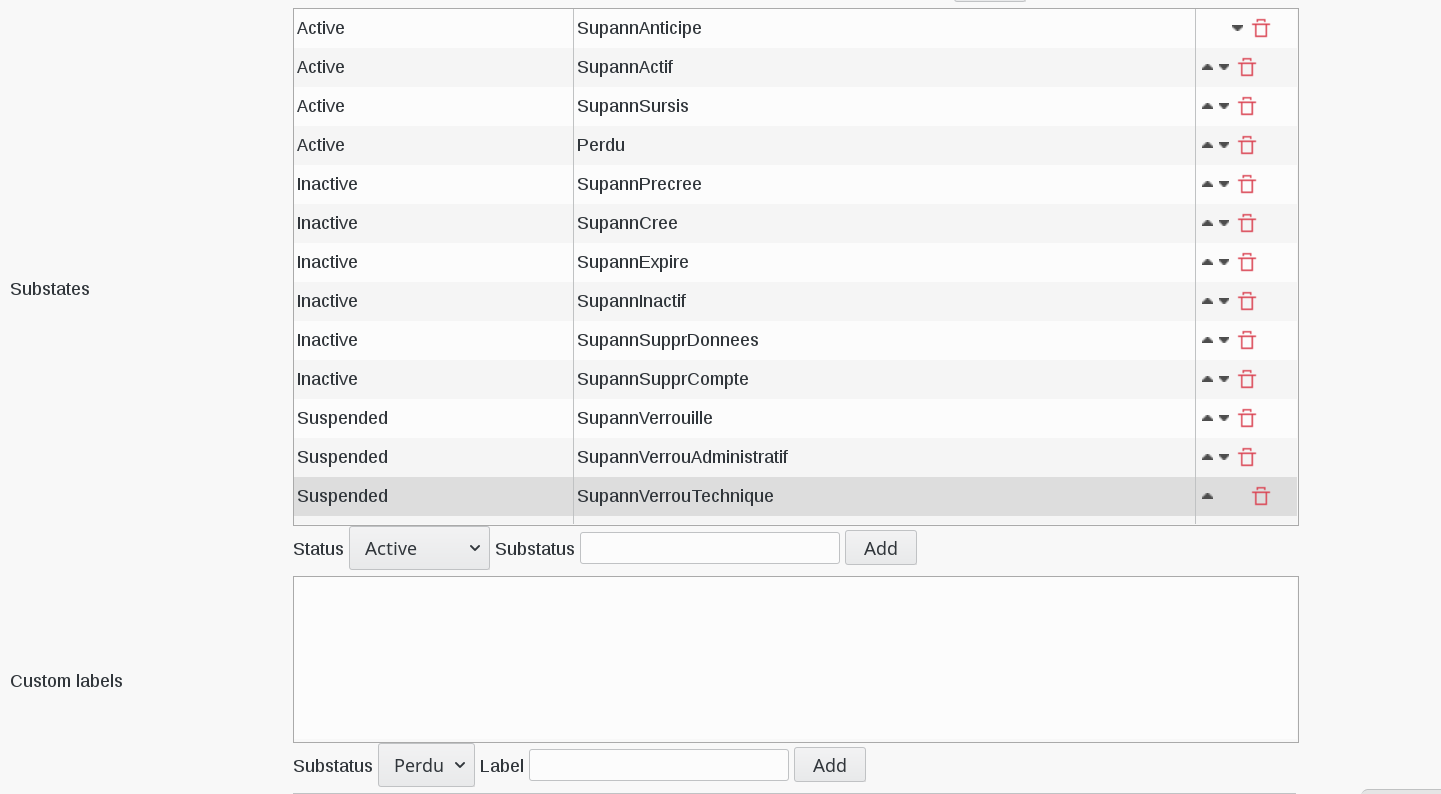 Active SupannAnticipe
Active SupannActif
Active SupannSursis
Active Perdu
Inactive SupannPrecree
Inactive SupannCree
Inactive SupannExpire
Substates
Inactive SupannInactif
Inactive SupannSupprDonnees
Inactive SupannSupprCompte
Suspended SupannVerrouille
Suspended SupannVerrouAdministratif
Suspended SupannVerrouTechnique
Status Active Substatus Add
Custom labels
Substatus Perdu Label Add